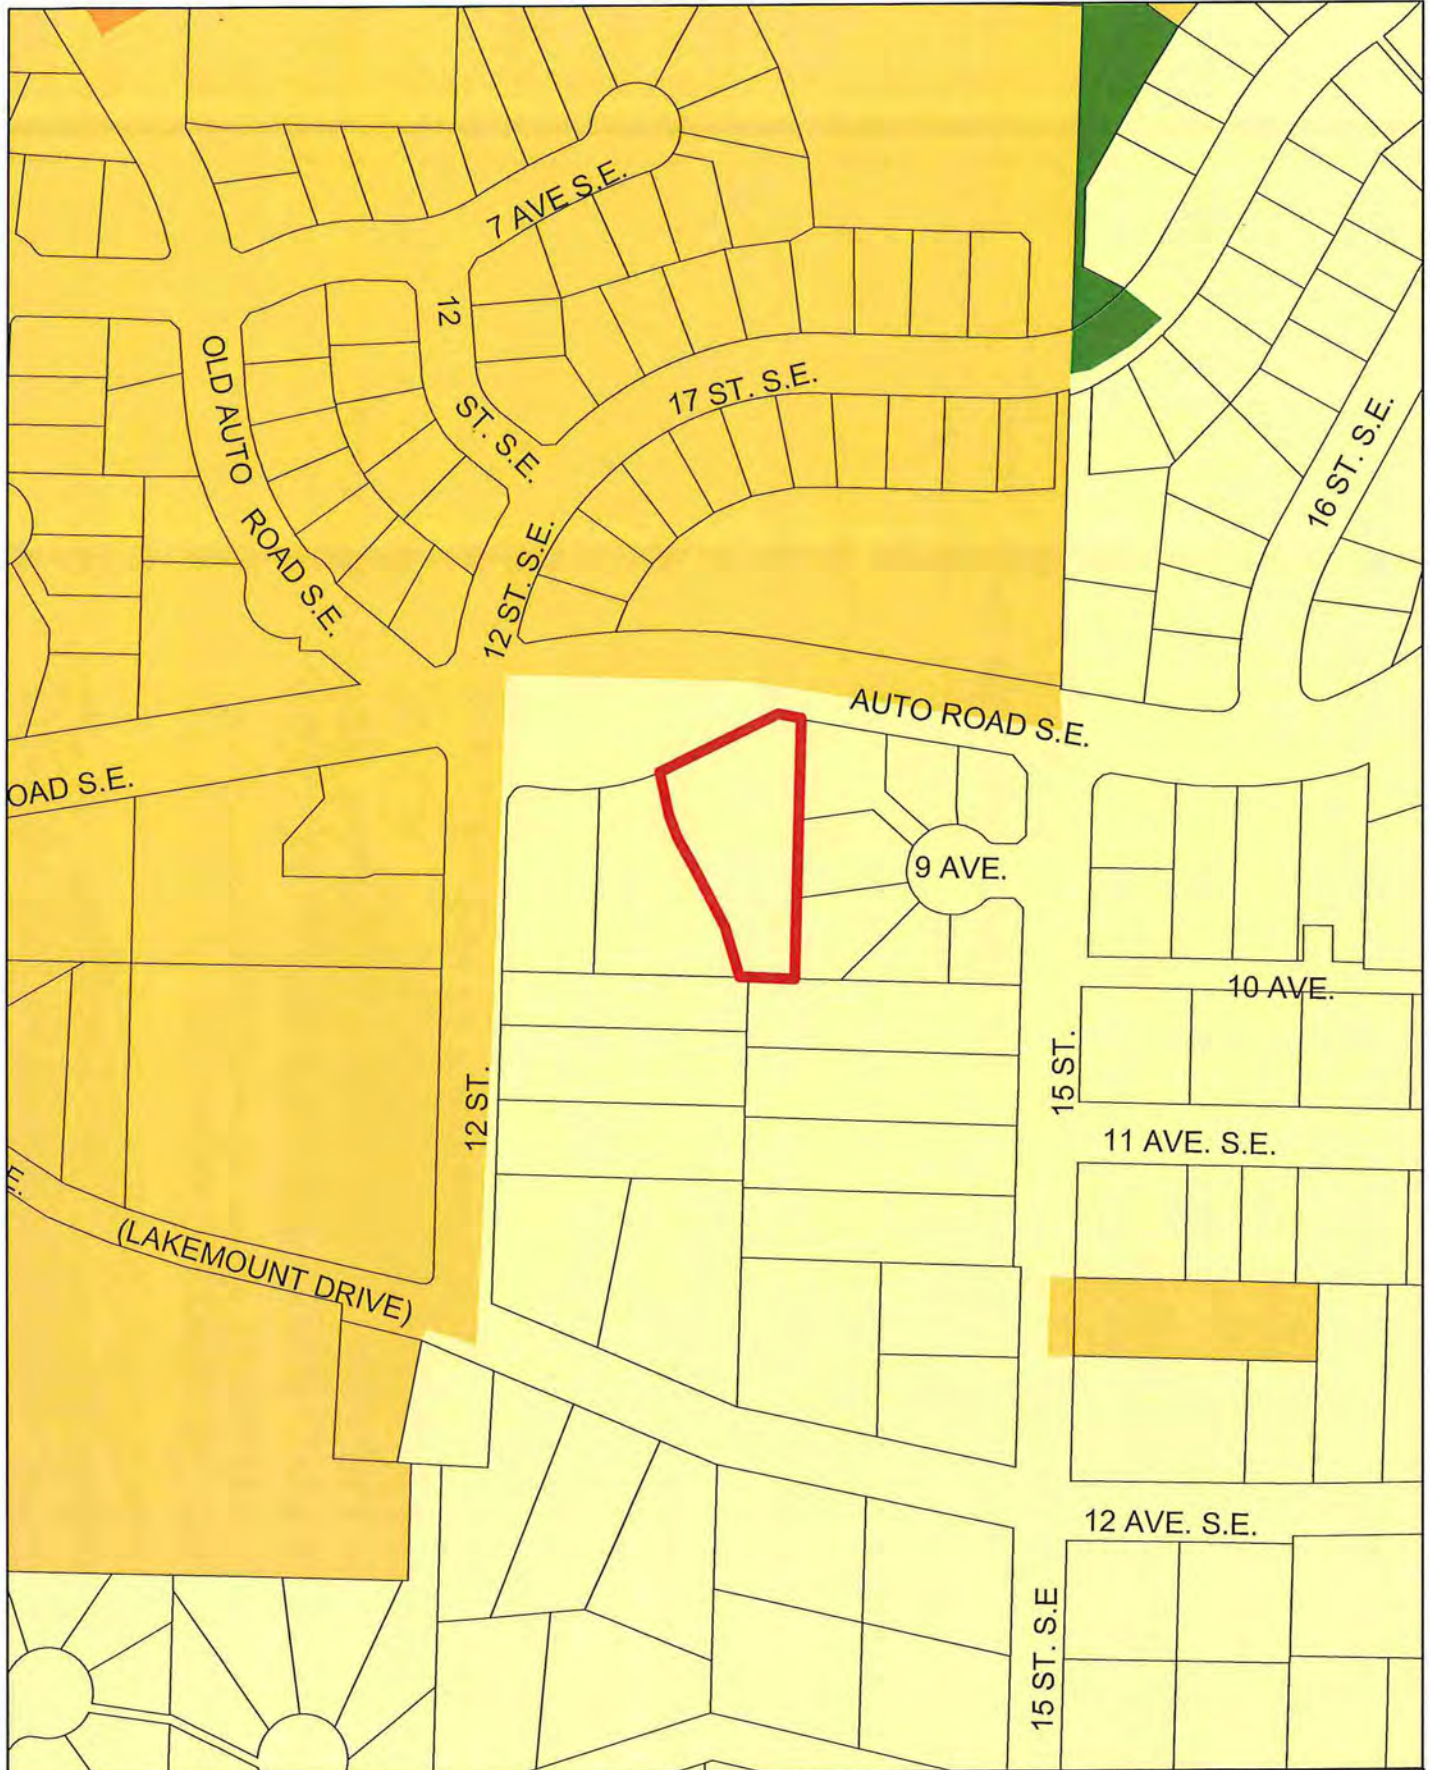 7 AVE S.E.
12
ST. S.E.
OLD AUTO
ROAD S.E.
17 ST. S.E.
16 ST. S.E.
12 ST. S.E.
AUTO ROAD S.E.
OAD S.E.
9 AVE.
10 AVE.
15 ST.
12 ST.
11 AVE. S.E.
E.
(LAKEMOUNT DRIVE)
12 AVE. S.E.
15 ST. S.E